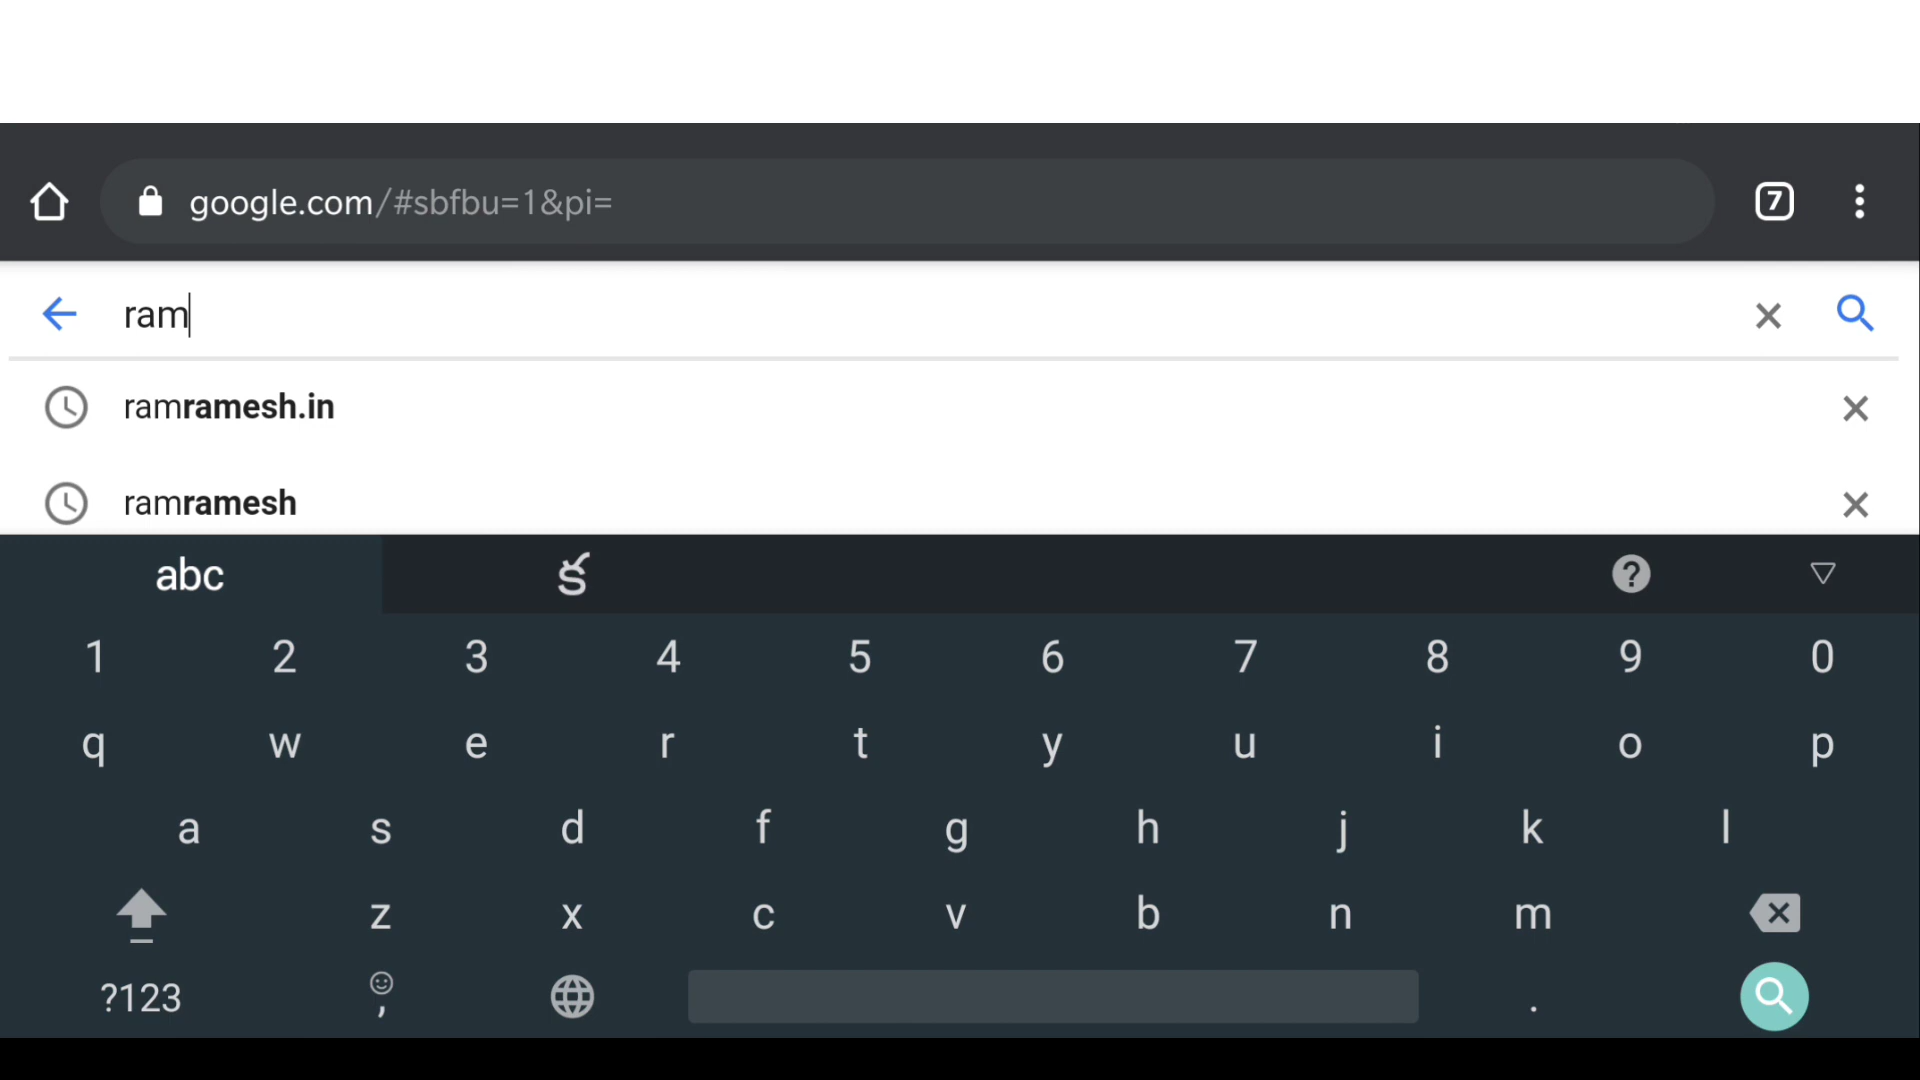 google.com/#sbfbu=1&pi=
7
ram
ramramesh.in
ramramesh
abc క ?
1 2 3 4 5 6 7 8 9 0
q w e r t y u i o p
a s d f g h j k l
z x c v b n m
?123 , .